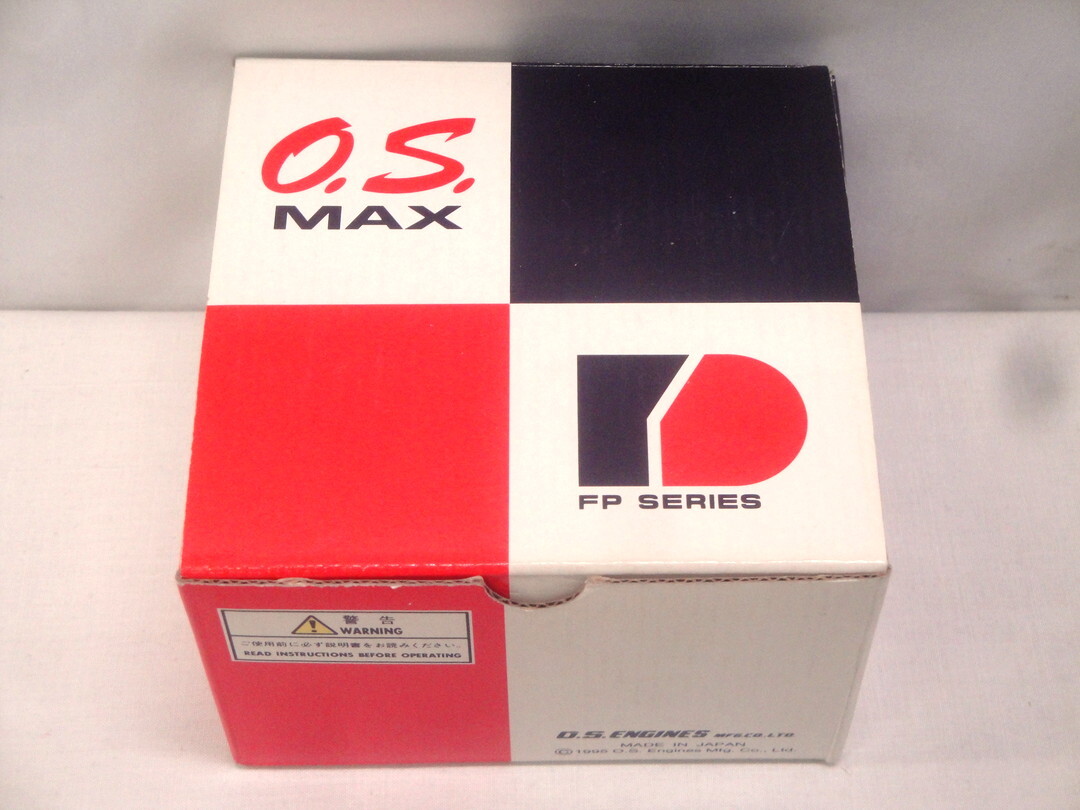 O.S.
MAX
FP SERIES
警告
WARNING
ご使用前に必ず説明書をお読みください。
READ INSTRUCTIONS BEFORE OPERATING
O.S.ENGINES MFG.CO.LTD
MADE IN JAPAN
©1995 O.S. Engines Mfg. Co., Ltd.